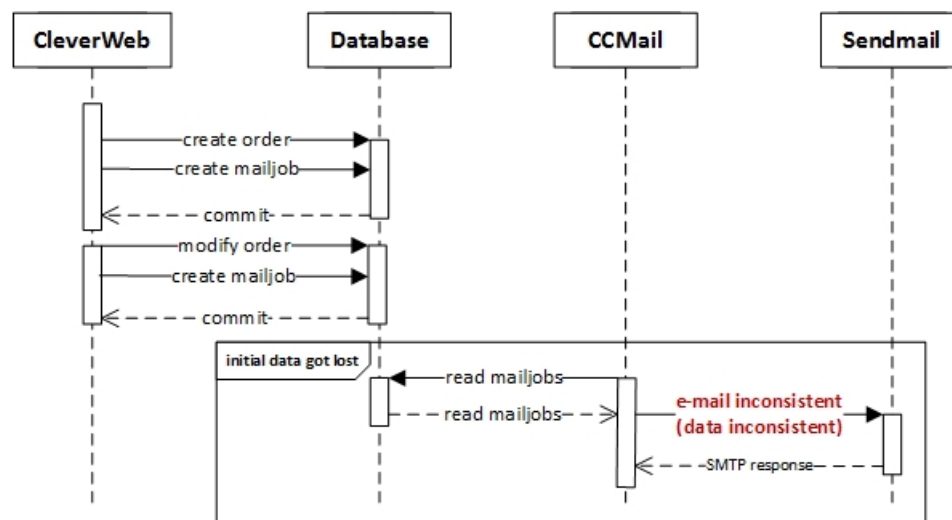 CleverWeb
Database
CCMail
Sendmail
create order
create mailjob
commit
modify order
create mailjob
commit
initial data got lost
read mailjobs
e-mail inconsistent
(data inconsistent)
read mailjobs
SMTP response